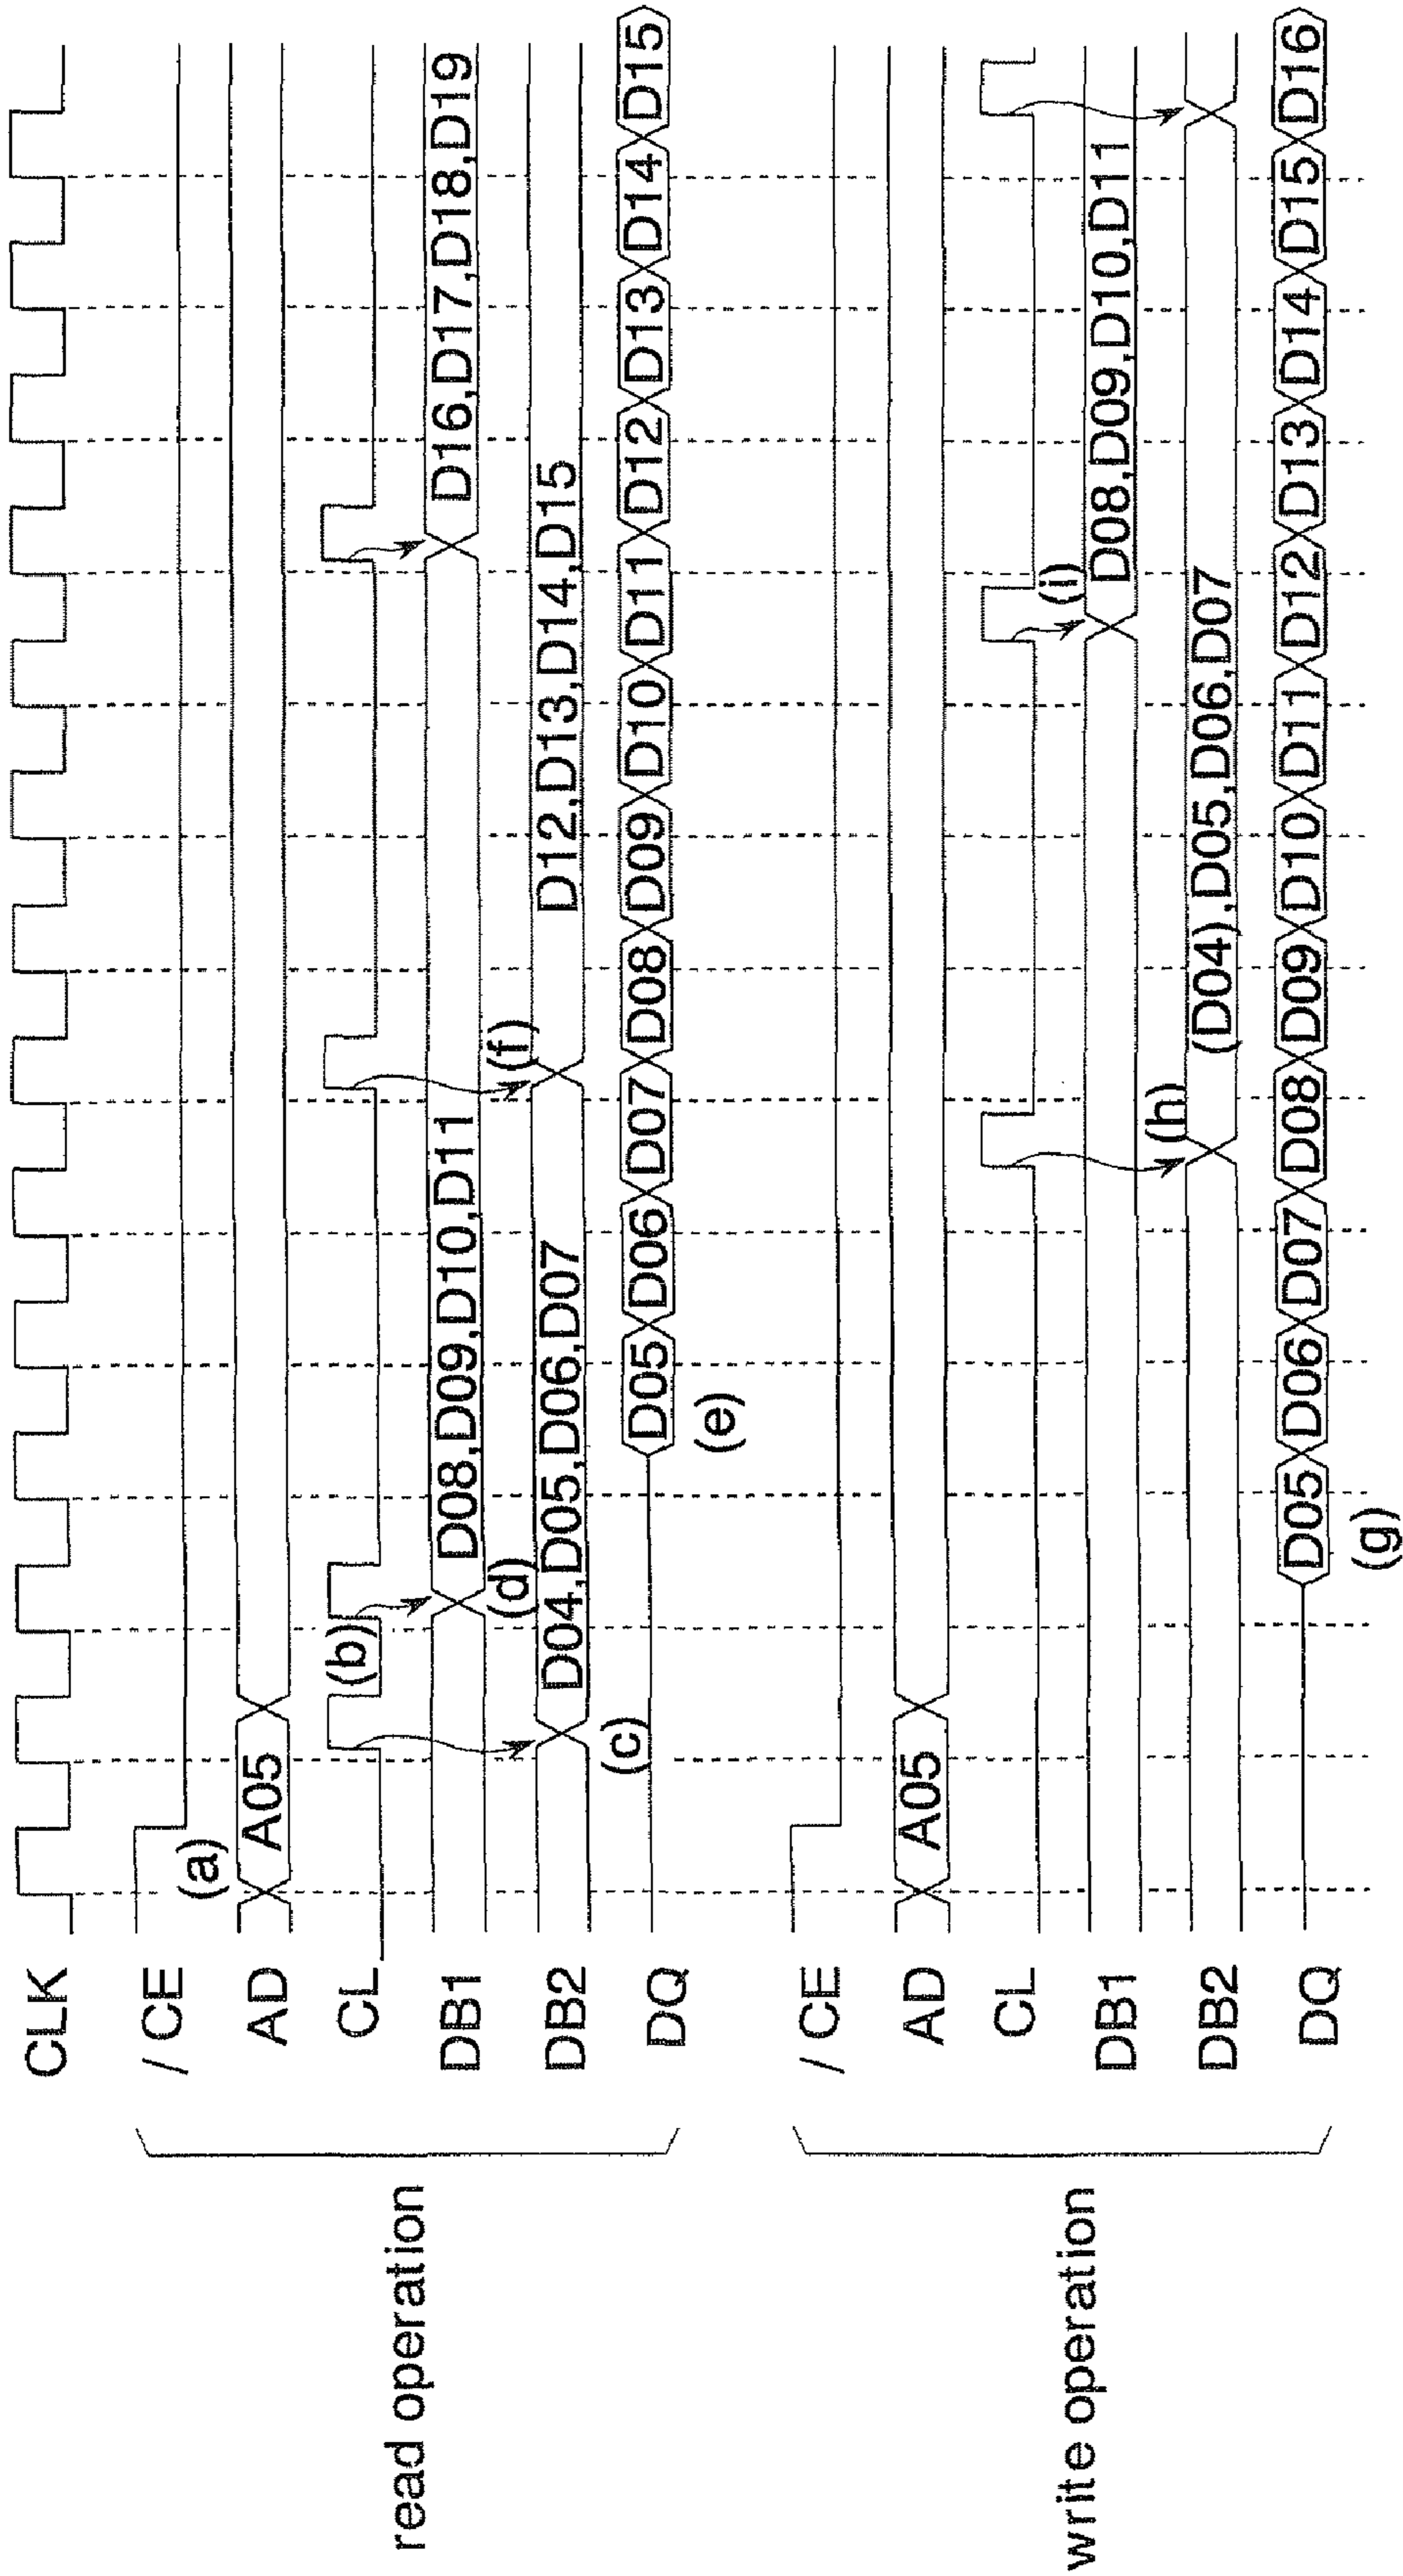 CLK
read operation
/ CE
(a)
AD A05
CL (b)
DB1 D08,D09,D10,D11 D16,D17,D18,D19
(d) (f)
DB2 D04,D05,D06,D07 D12,D13,D14,D15
(c)
DQ D05 D06 D07 D08 D09 D10 D11 D12 D13 D14 D15
(e)
write operation
/ CE
AD A05
CL
(i)
DB1 D08,D09,D10,D11
(h)
DB2 (D04),D05,D06,D07
DQ D05 D06 D07 D08 D09 D10 D11 D12 D13 D14 D15 D16
(g)